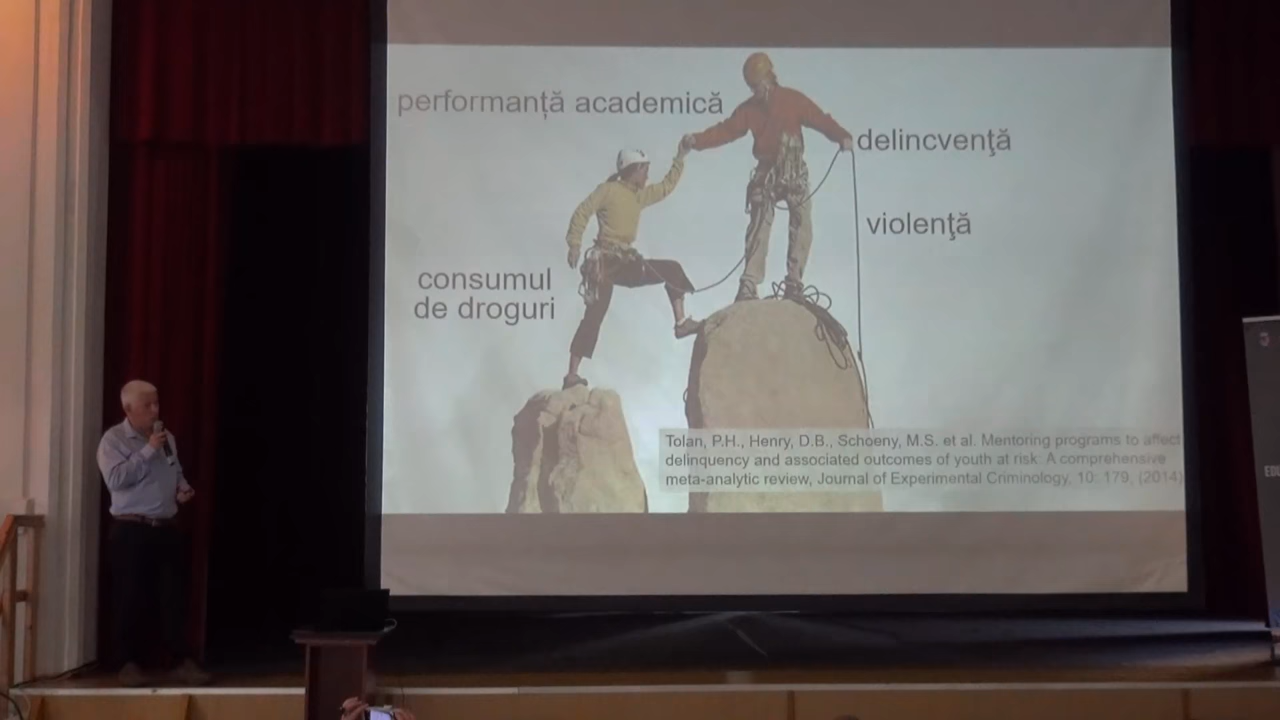 performanță academică
delincvenţă
violenţă
consumul
de droguri
Tolan, P.H., Henry, D.B., Schoeny, M.S. et al. Mentoring programs to affect
delinquency and associated outcomes of youth at risk: A comprehensive
meta-analytic review, Journal of Experimental Criminology, 10: 179, (2014)